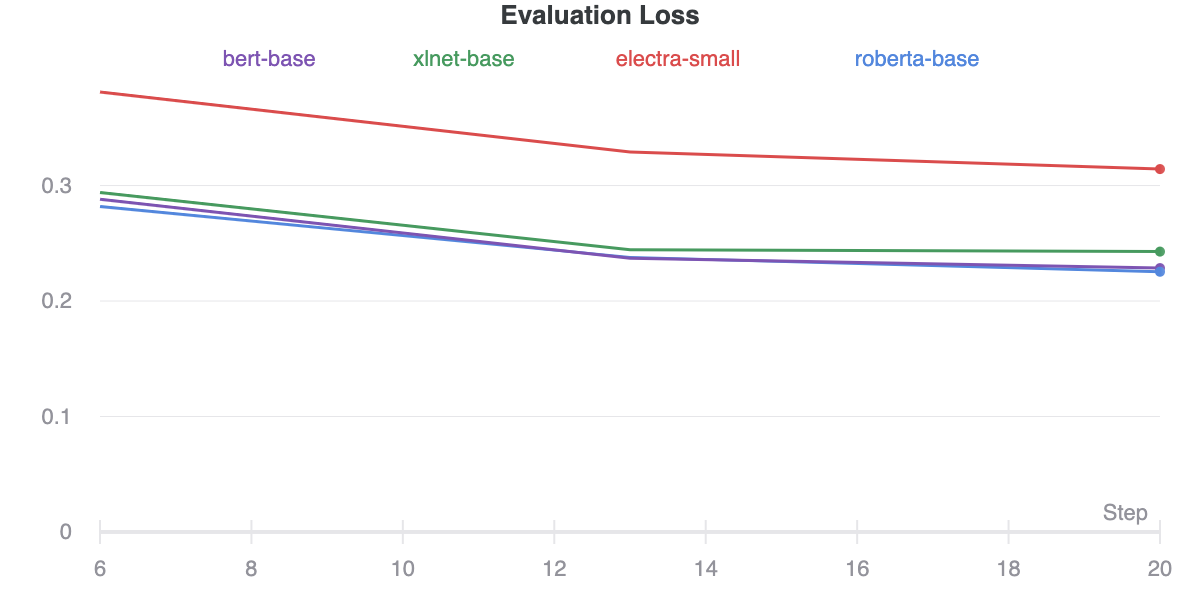 Evaluation Loss
bert-base xlnet-base electra-small roberta-base
0.3
0.2
0.1
0
Step
6 8 10 12 14 16 18 20